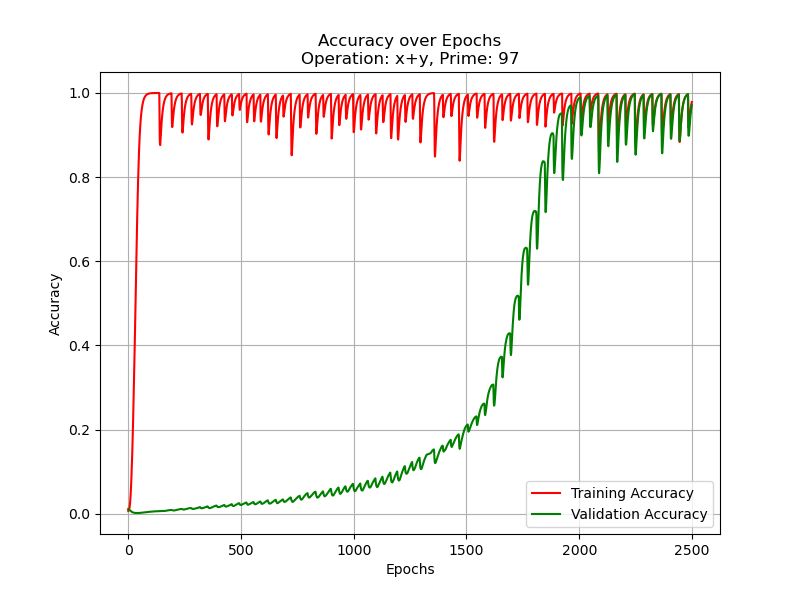 Accuracy over Epochs
Operation: x+y, Prime: 97
1.0
0.8
0.6
0.4
0.2
0.0
Accuracy
Training Accuracy
Validation Accuracy
0
500
1000
1500
2000
2500
Epochs